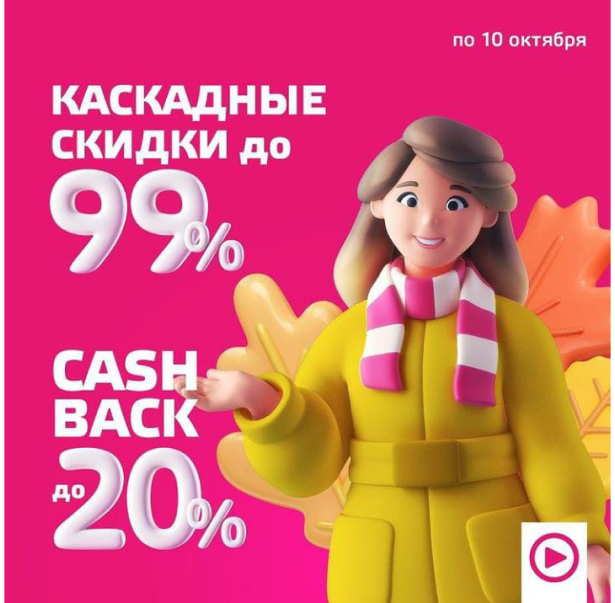 по 10 октября
КАСКАДНЫЕ
СКИДКИ до
99%
CASH
BACK
до 20%